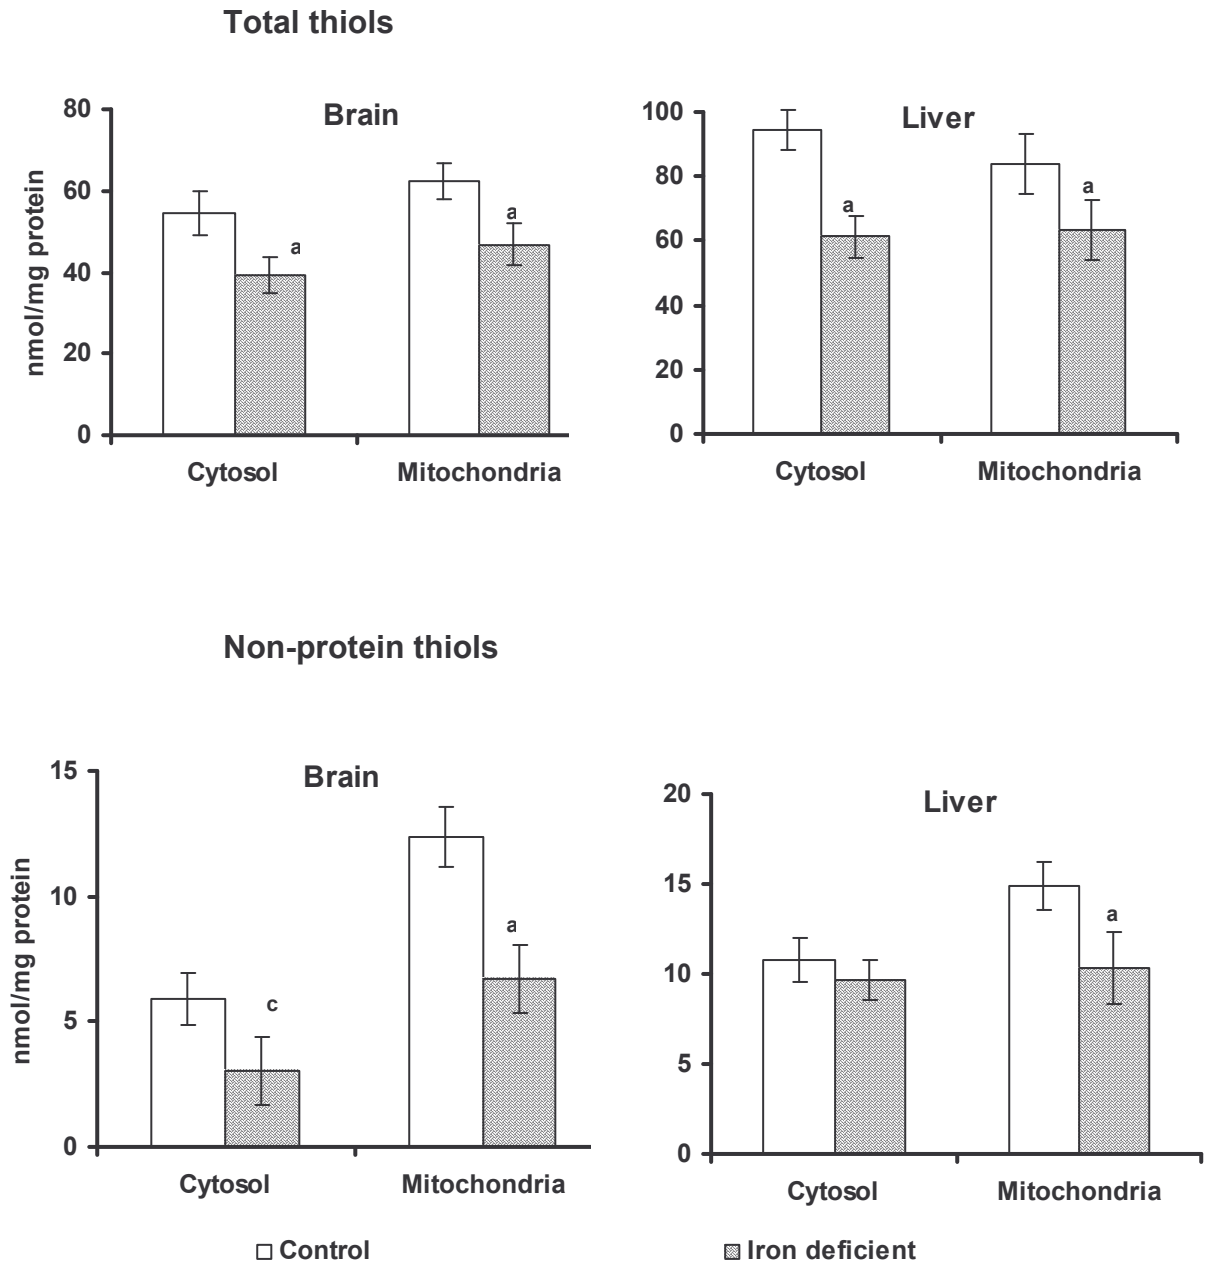 Total thiols
Brain
nmol/mg protein
80
60
40
20
0
a
a
Cytosol Mitochondria
Liver
100
80
60
40
20
0
a
a
Cytosol Mitochondria
Non-protein thiols
Brain
nmol/mg protein
15
10
5
0
c
a
Cytosol Mitochondria
Liver
20
15
10
5
0
a
Cytosol Mitochondria
Control Iron deficient